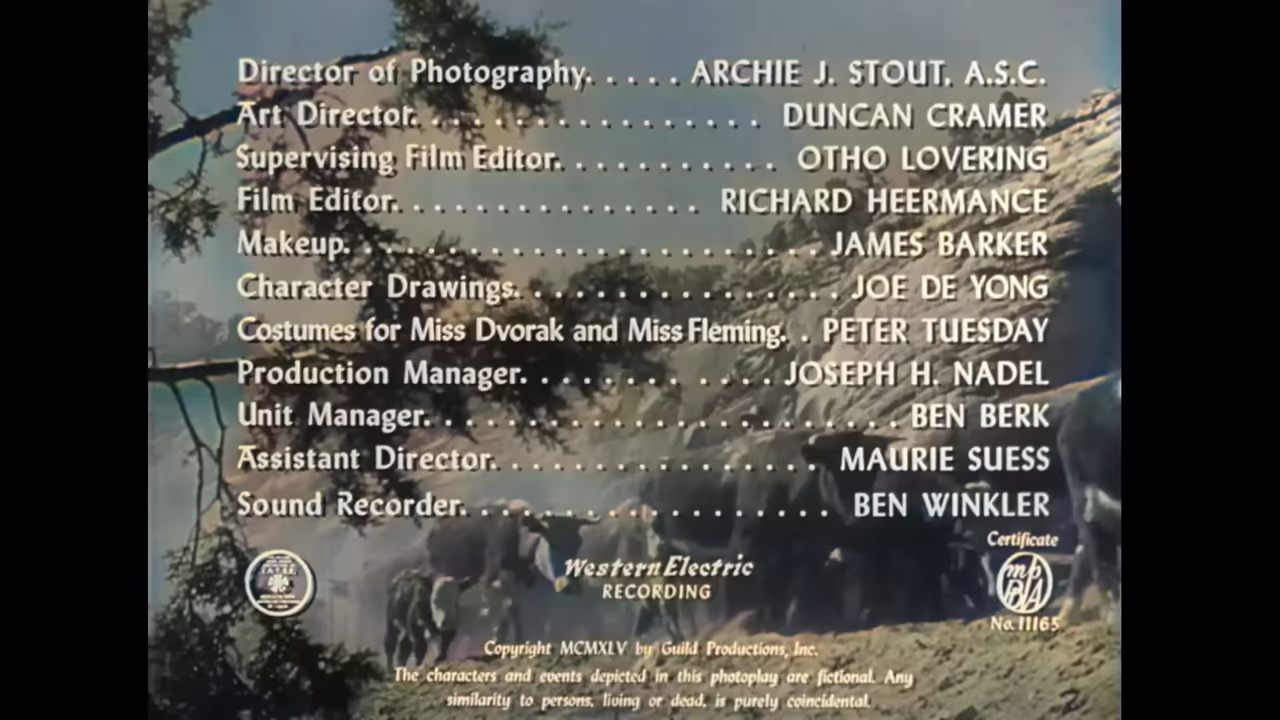 Director of Photography. . . . . ARCHIE J. STOUT, A.S.C.
Art Director. . . . . . . . . . . . . . . . . DUNCAN CRAMER
Supervising Film Editor. . . . . . . . . . . OTHO LOVERING
Film Editor. . . . . . . . . . . . . . . RICHARD HEERMANCE
Makeup. . . . . . . . . . . . . . . . . . . . . . . JAMES BARKER
Character Drawings. . . . . . . . . . . . . . . . JOE DE YONG
Costumes for Miss Dvorak and Miss Fleming. . PETER TUESDAY
Production Manager. . . . . . . . . . . . JOSEPH H. NADEL
Unit Manager. . . . . . . . . . . . . . . . . . . . . . . BEN BERK
Assistant Director. . . . . . . . . . . . . . . MAURIE SUESS
Sound Recorder. . . . . . . . . . . . . . . . . BEN WINKLER
Certificate
Western Electric
RECORDING
No. 11165
Copyright MCMXLV by Guild Productions, Inc.
The characters and events depicted in this photoplay are fictional. Any
similarity to persons, living or dead, is purely coincidental.